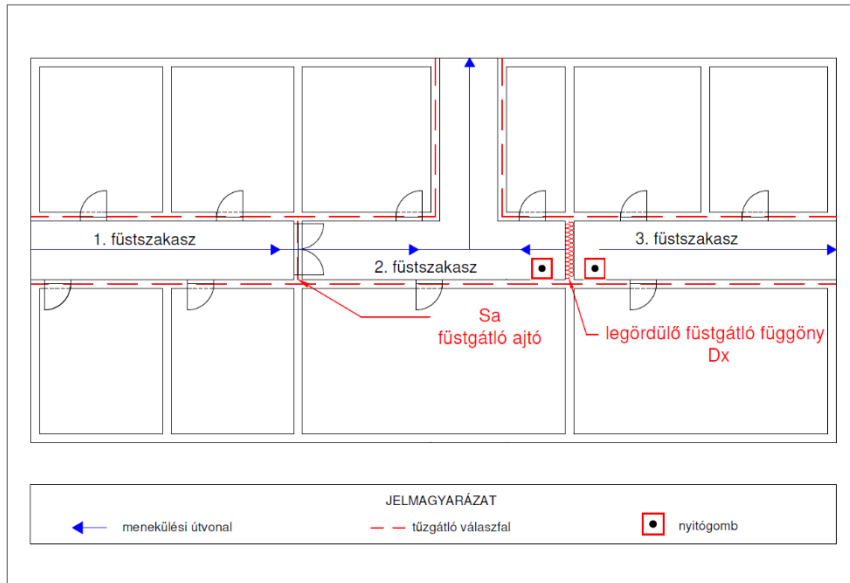 1. füstszakasz
3. füstszakasz
2. füstszakasz
Sa
füstgátló ajtó
legördülő füstgátló függöny
Dx
JELMAGYARÁZAT
menekülési útvonal
tűzgátló válaszfal
nyitógomb